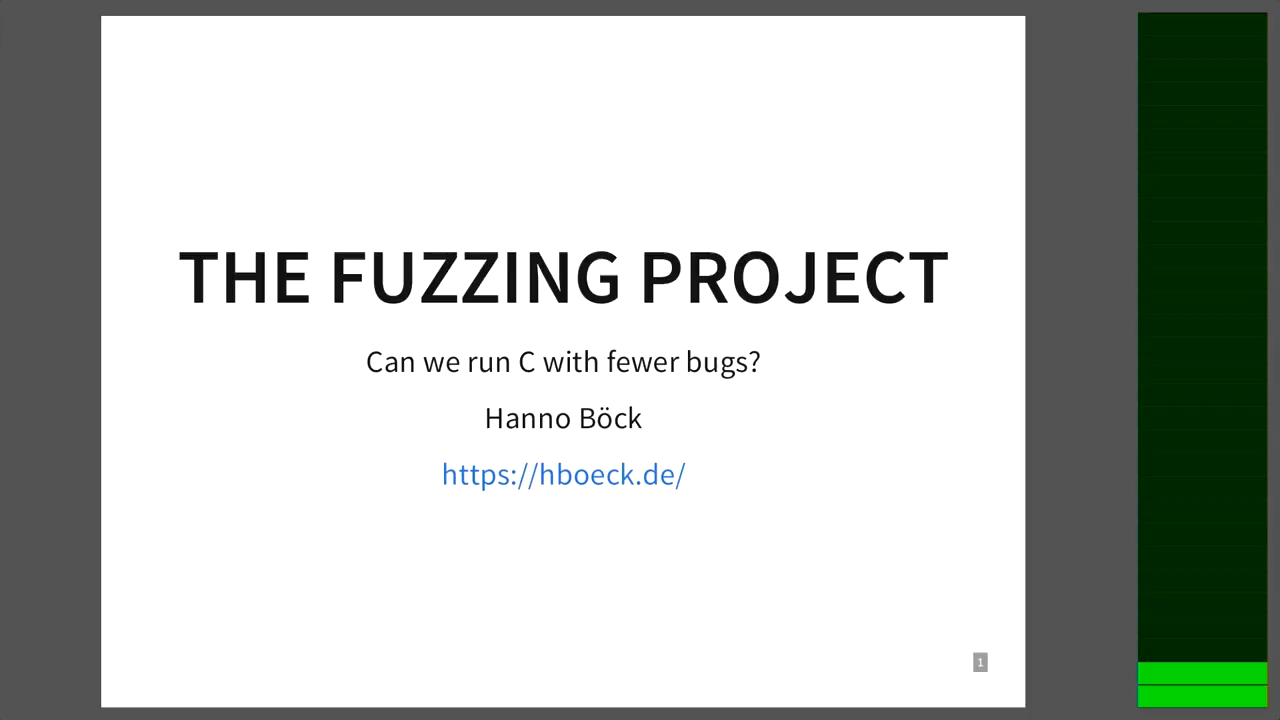 THE FUZZING PROJECT
Can we run C with fewer bugs?
Hanno Böck
https://hboeck.de/
1